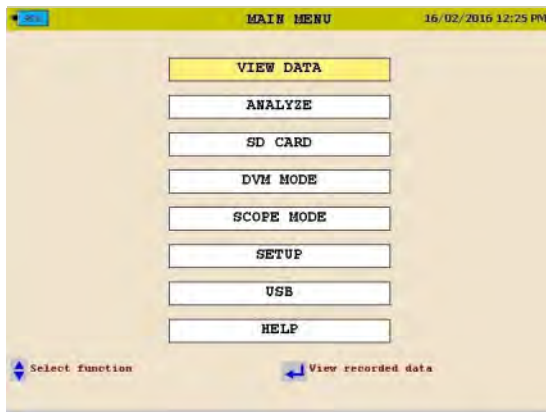 MAIN MENU 16/02/2016 12:25 PM
VIEW DATA
ANALYZE
SD CARD
DVM MODE
SCOPE MODE
SETUP
USB
HELP
Select function View recorded data